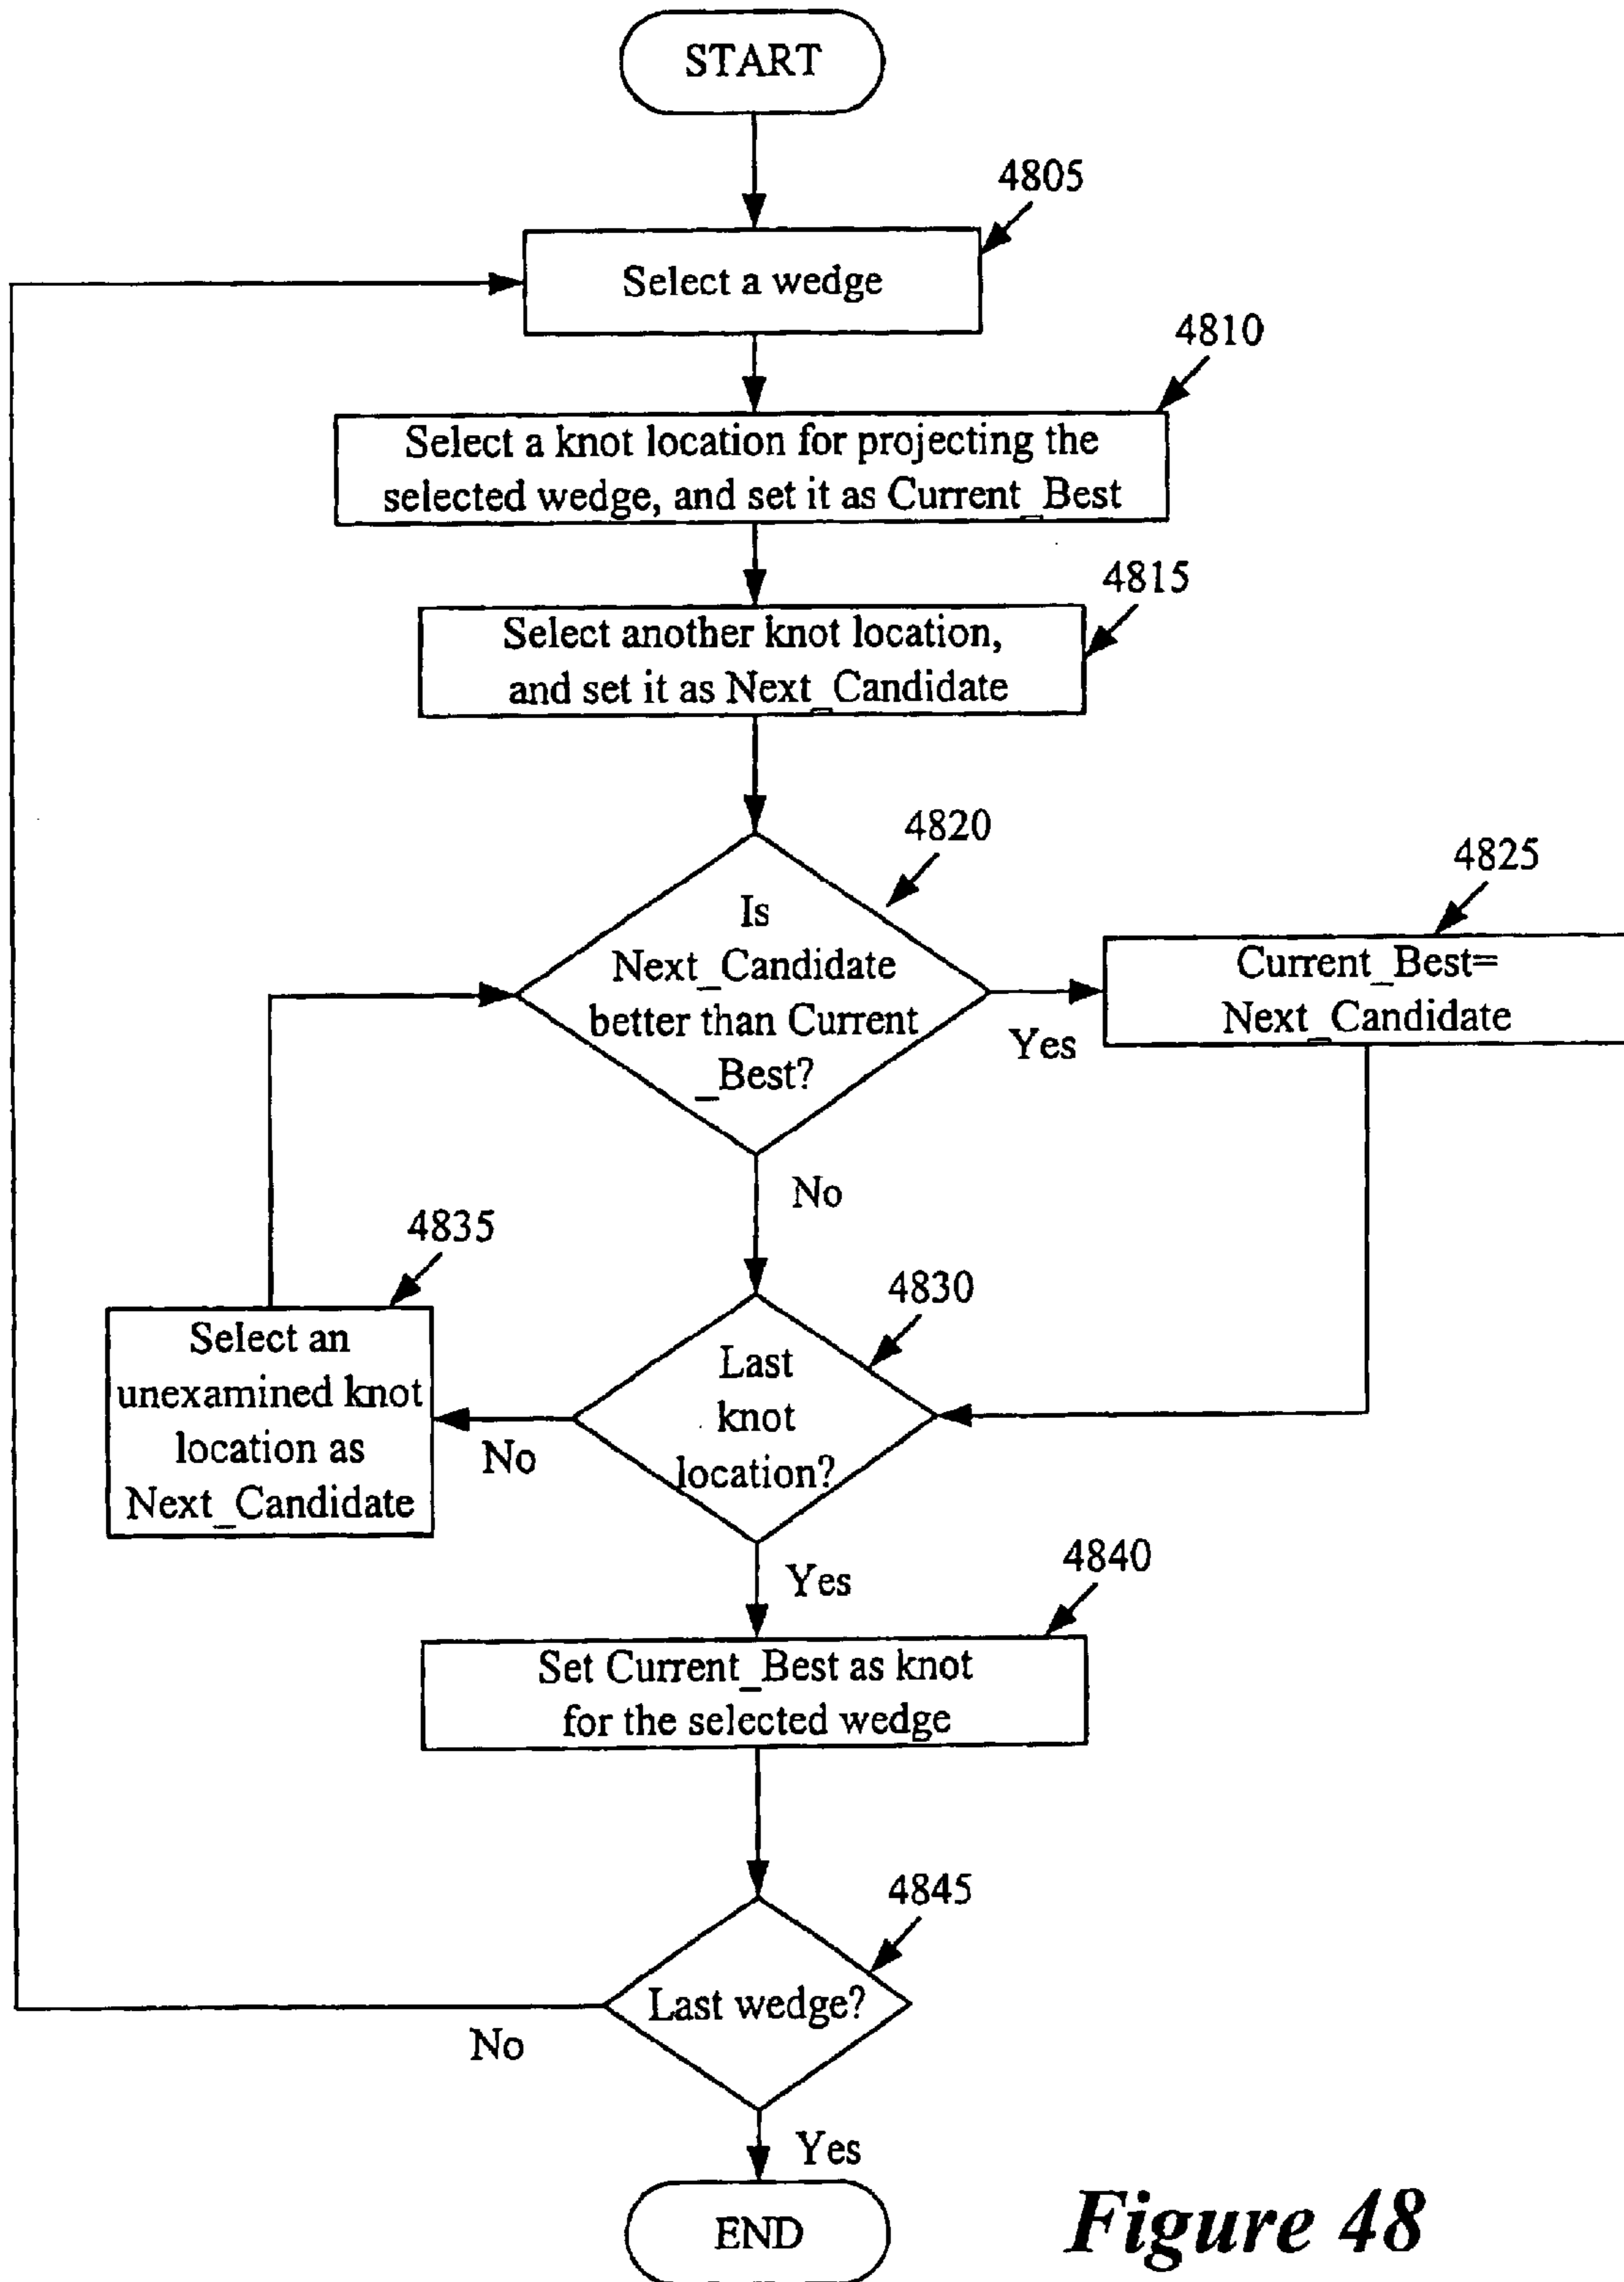 START
4805
Select a wedge
4810
Select a knot location for projecting the
selected wedge, and set it as Current_Best
4815
Select another knot location,
and set it as Next_Candidate
4820
Is
Next_Candidate
better than Current
_Best?
Yes
4825
Current_Best=
Next_Candidate
No
4835
Select an
unexamined knot
location as
Next_Candidate
4830
Last
knot
location?
No
Yes
4840
Set Current_Best as knot
for the selected wedge
4845
Last wedge?
No
Yes
END
Figure 48